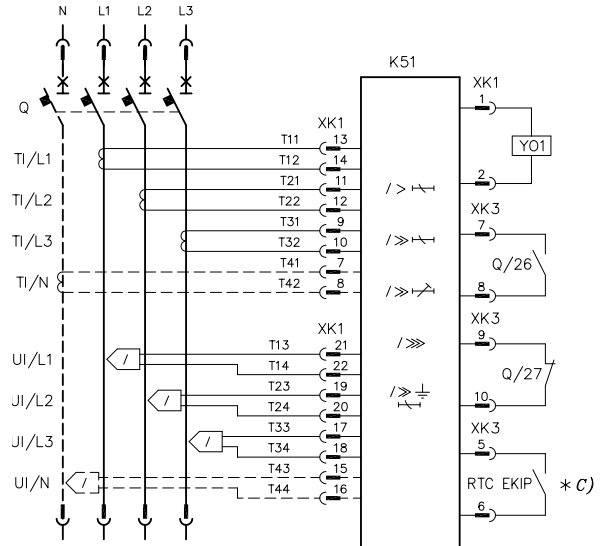 N L1 L2 L3
K51
XK1
1
Q
XK1
T11 13
YO1
TI/L1
T12 14
T21 11
2
TI/L2
T22 12
/>
XK3
T31 9
7
TI/L3
T32 10
/>>
T41 7
Q/26
TI/N
T42 8
/>>
8
XK3
XK1
9
T13 21
/>>>
UI/L1
/
T14 22
Q/27
T23 19
/>>
UI/L2
/
T24 20
10
T33 17
XK3
UI/L3
/
T34 18
5
T43 15
UI/N
/
RTC EKIP * C)
T44 16
6